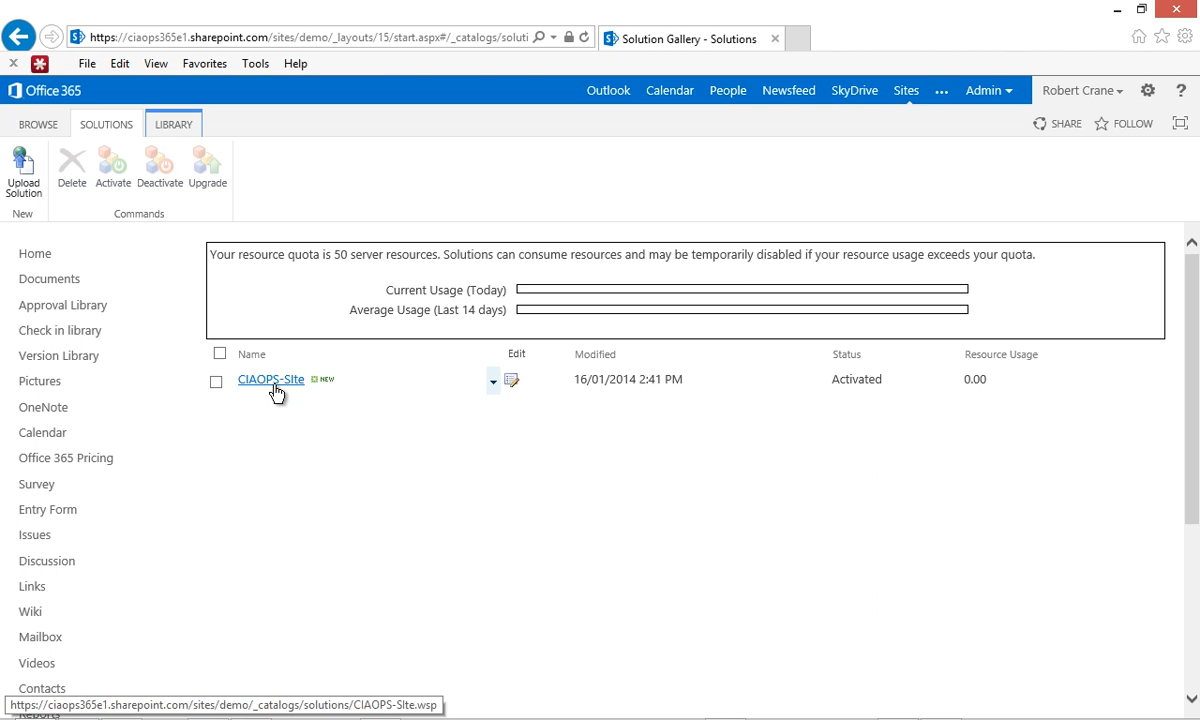 https://ciaops365e1.sharepoint.com/sites/demo/_layouts/15/start.aspx#/_catalogs/soluti
Solution Gallery - Solutions
File Edit View Favorites Tools Help
Office 365
Outlook Calendar People Newsfeed SkyDrive Sites ... Admin Robert Crane ?
BROWSE SOLUTIONS LIBRARY SHARE FOLLOW
Upload Solution
Delete Activate Deactivate Upgrade
New
Commands
Your resource quota is 50 server resources. Solutions can consume resources and may be temporarily disabled if your resource usage exceeds your quota.
Current Usage (Today)
Average Usage (Last 14 days)
Name Edit Modified Status Resource Usage
CIAOPS-SIte NEW 16/01/2014 2:41 PM Activated 0.00
Home
Documents
Approval Library
Check in library
Version Library
Pictures
OneNote
Calendar
Office 365 Pricing
Survey
Entry Form
Issues
Discussion
Links
Wiki
Mailbox
Videos
Contacts
https://ciaops365e1.sharepoint.com/sites/demo/_catalogs/solutions/CIAOPS-SIte.wsp